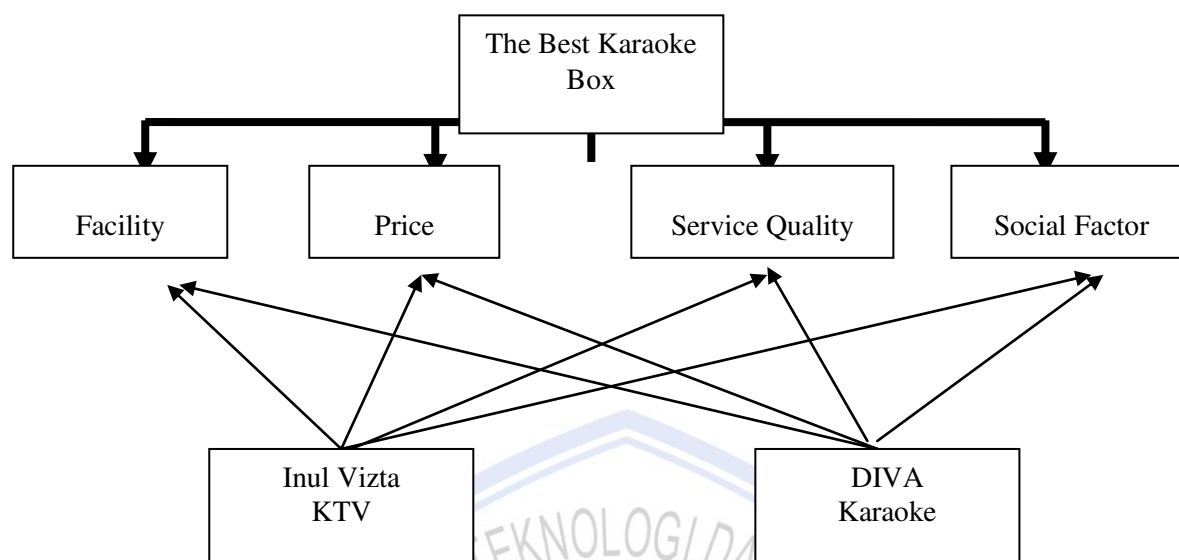 The Best Karaoke
Box
Facility
Price
Service Quality
Social Factor
Inul Vizta
KTV
DIVA
Karaoke